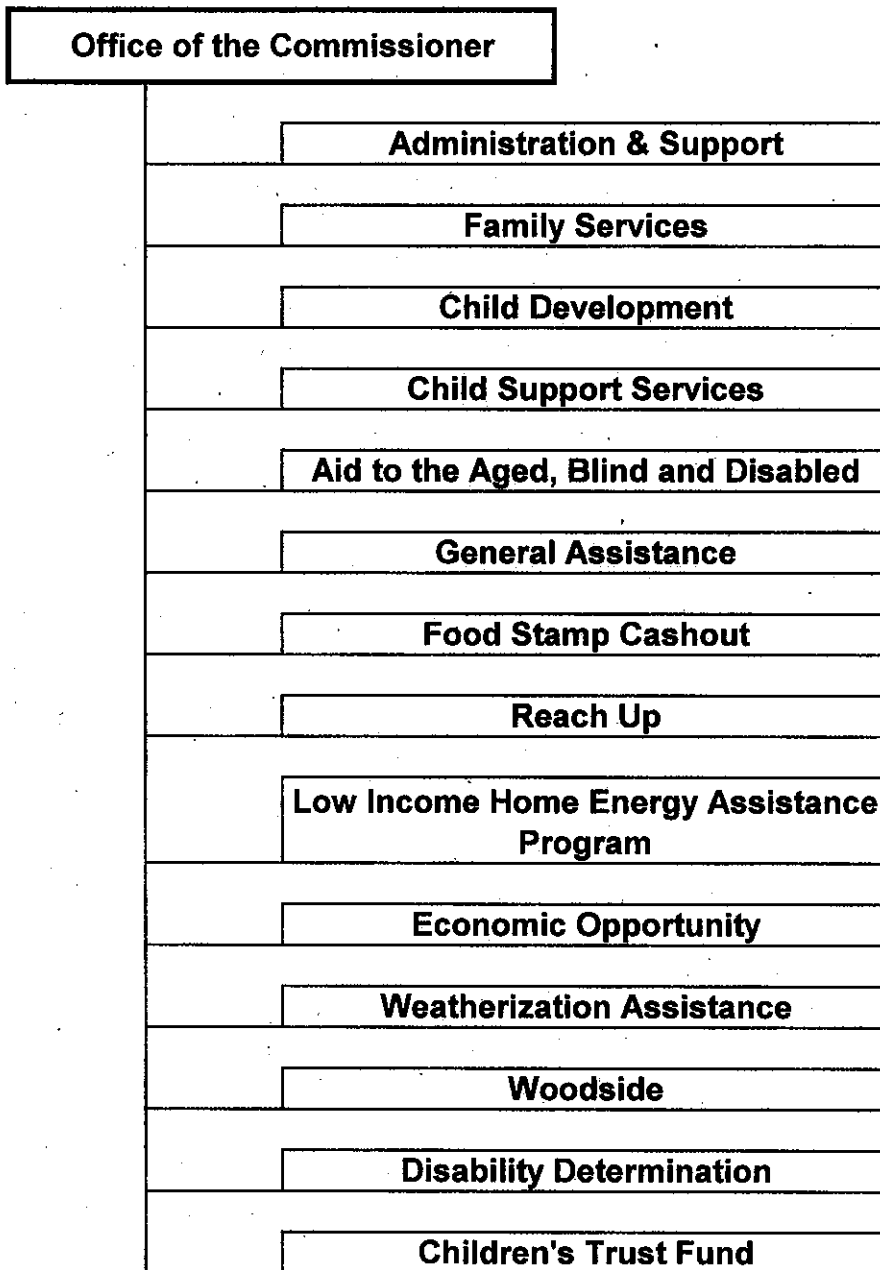 Office of the Commissioner
Administration & Support
Family Services
Child Development
Child Support Services
Aid to the Aged, Blind and Disabled
General Assistance
Food Stamp Cashout
Reach Up
Low Income Home Energy Assistance
Program
Economic Opportunity
Weatherization Assistance
Woodside
Disability Determination
Children's Trust Fund